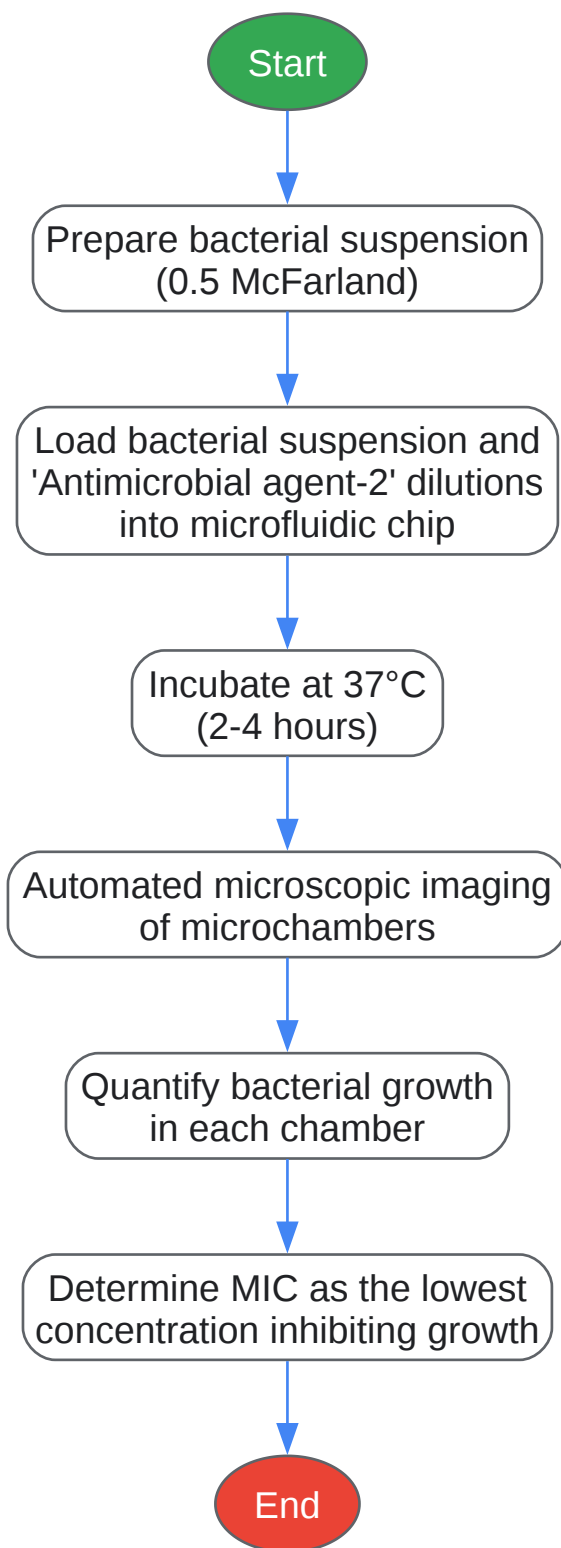 Start
Prepare bacterial suspension
(0.5 McFarland)
Load bacterial suspension and
'Antimicrobial agent-2' dilutions
into microfluidic chip
Incubate at 37°C
(2-4 hours)
Automated microscopic imaging
of microchambers
Quantify bacterial growth
in each chamber
Determine MIC as the lowest
concentration inhibiting growth
End